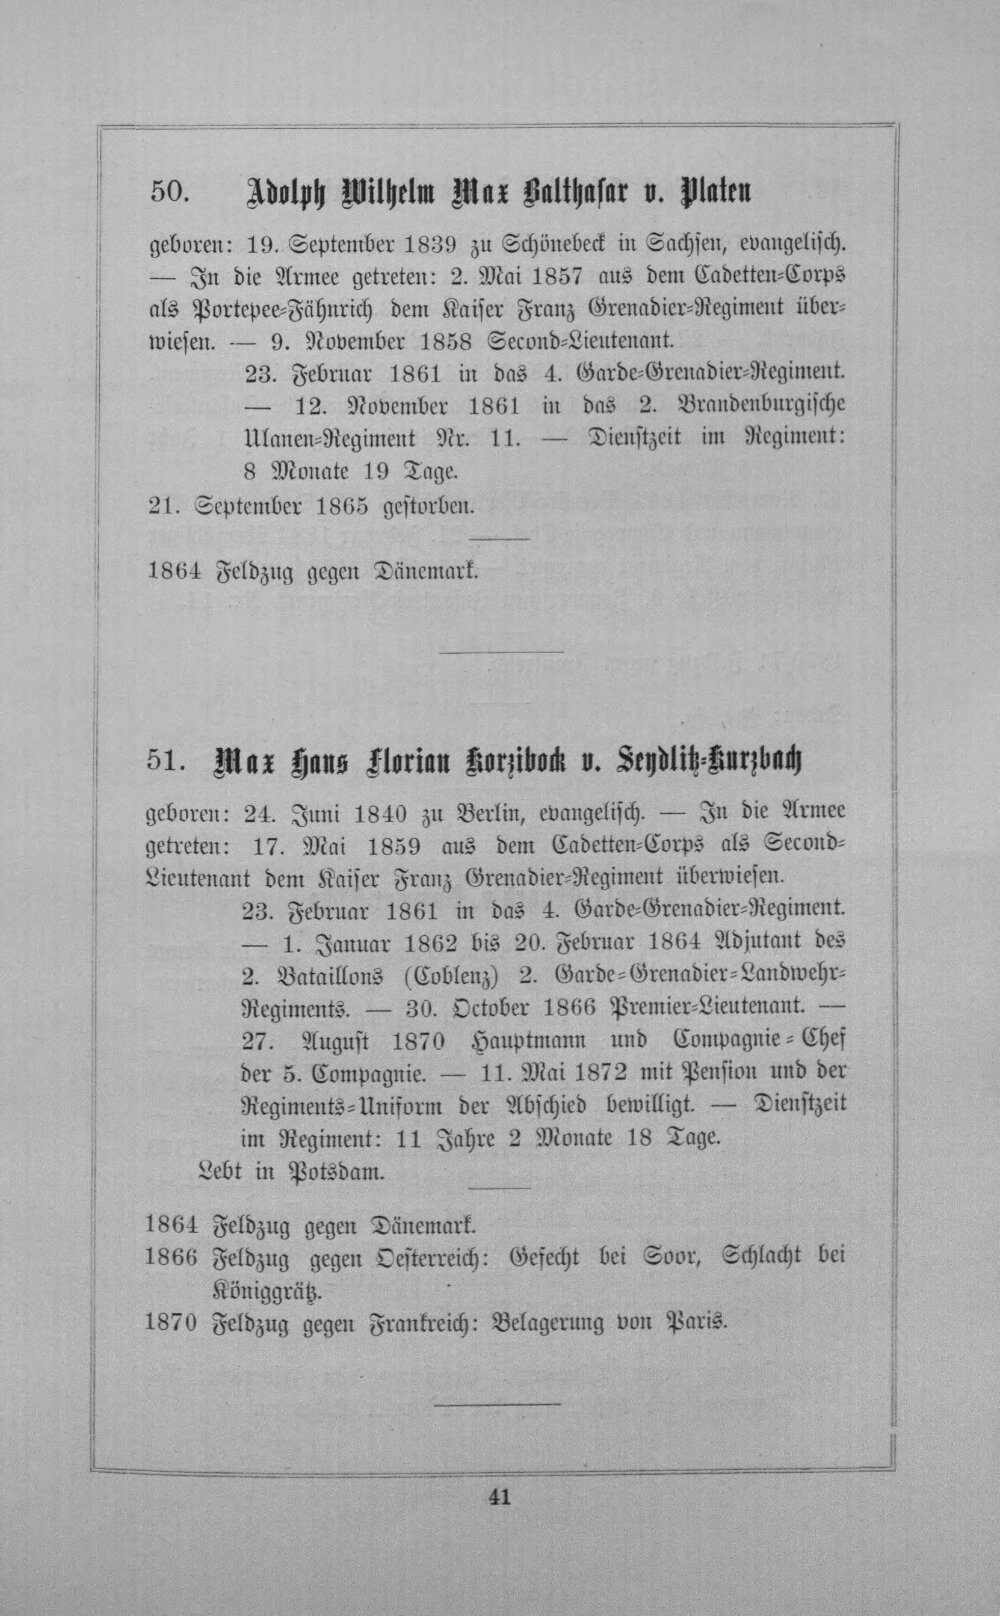 50. Adolph Wilhelm Max Balthasar v. Platen
geboren: 19. September 1839 zu Schönebeck in Sachsen, evangelisch.
— In die Armee getreten: 2. Mai 1857 aus dem Cadetten-Corps
als Portepee-Fähnrich dem Kaiser Franz Grenadier-Regiment über-
wiesen. — 9. November 1858 Second-Lieutenant.
23. Februar 1861 in das 4. Garde-Grenadier-Regiment.
— 12. November 1861 in das 2. Brandenburgische
Ulanen-Regiment Nr. 11. — Dienstzeit im Regiment:
8 Monate 19 Tage.
21. September 1865 gestorben.
1864 Feldzug gegen Dänemark.
51. Max Hans Florian Korzibock v. Seydlitz-Kurzbach
geboren: 24. Juni 1840 zu Berlin, evangelisch. — In die Armee
getreten: 17. Mai 1859 aus dem Cadetten-Corps als Second-
Lieutenant dem Kaiser Franz Grenadier-Regiment überwiesen.
23. Februar 1861 in das 4. Garde-Grenadier-Regiment.
— 1. Januar 1862 bis 20. Februar 1864 Adjutant des
2. Bataillons (Coblenz) 2. Garde-Grenadier-Landwehr-
Regiments. — 30. October 1866 Premier-Lieutenant. —
27. August 1870 Hauptmann und Compagnie-Chef
der 5. Compagnie. — 11. Mai 1872 mit Pension und der
Regiments-Uniform der Abschied bewilligt. — Dienstzeit
im Regiment: 11 Jahre 2 Monate 18 Tage.
Lebt in Potsdam.
1864 Feldzug gegen Dänemark.
1866 Feldzug gegen Oesterreich: Gefecht bei Soor, Schlacht bei
Königgrätz.
1870 Feldzug gegen Frankreich: Belagerung von Paris.
41